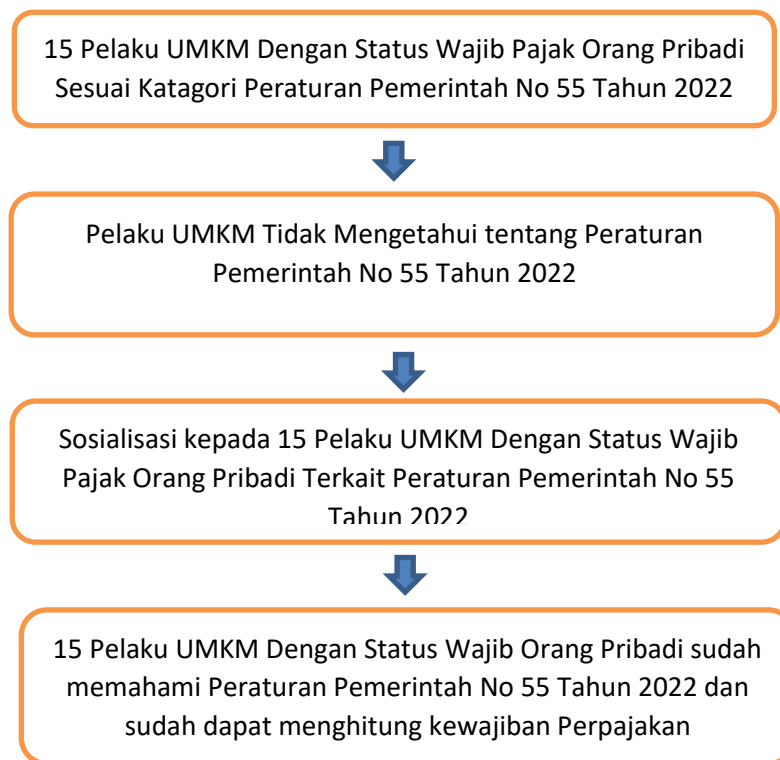 15 Pelaku UMKM Dengan Status Wajib Pajak Orang Pribadi
Sesuai Katagori Peraturan Pemerintah No 55 Tahun 2022
Pelaku UMKM Tidak Mengetahui tentang Peraturan
Pemerintah No 55 Tahun 2022
Sosialisasi kepada 15 Pelaku UMKM Dengan Status Wajib
Pajak Orang Pribadi Terkait Peraturan Pemerintah No 55
Tahun 2022
15 Pelaku UMKM Dengan Status Wajib Orang Pribadi sudah
memahami Peraturan Pemerintah No 55 Tahun 2022 dan
sudah dapat menghitung kewajiban Perpajakan